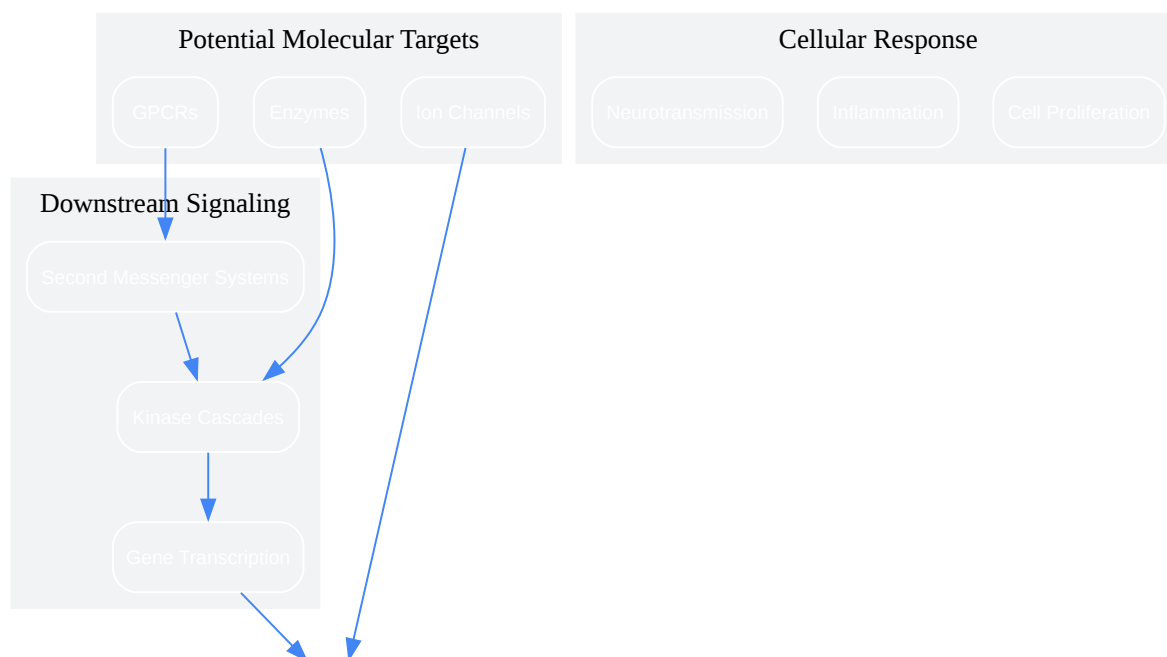 Potential Molecular Targets
GPCRs
Enzymes
Ion Channels
Cellular Response
Neurotransmission
Inflammation
Cell Proliferation
Downstream Signaling
Second Messenger Systems
Kinase Cascades
Gene Transcription